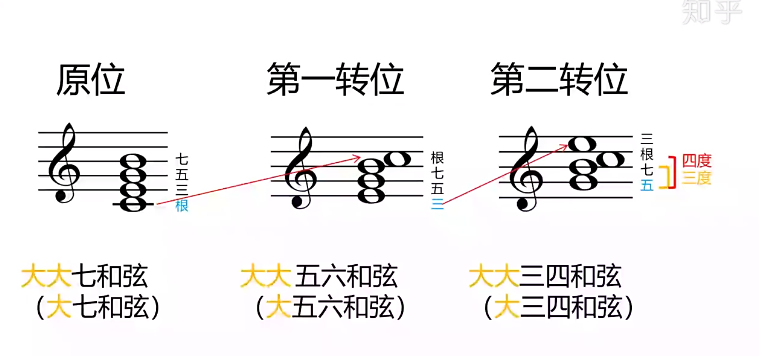 知乎
原位
第一转位
第二转位
七
五
三
根
根
七
五
三
三
根
七
五
四度
三度
大大七和弦
（大七和弦）
大大五六和弦
（大五六和弦）
大大三四和弦
（大三四和弦）